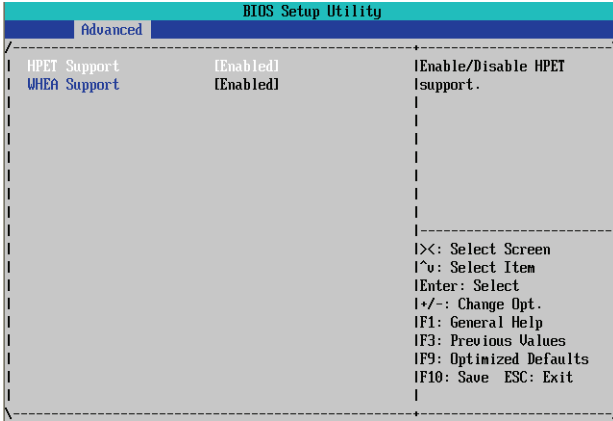 BIOS Setup Utility
Advanced
HPET Support [Enabled]
WHEA Support [Enabled]
Enable/Disable HPET
support.
><: Select Screen
^v: Select Item
Enter: Select
+/-: Change Opt.
F1: General Help
F3: Previous Values
F9: Optimized Defaults
F10: Save ESC: Exit